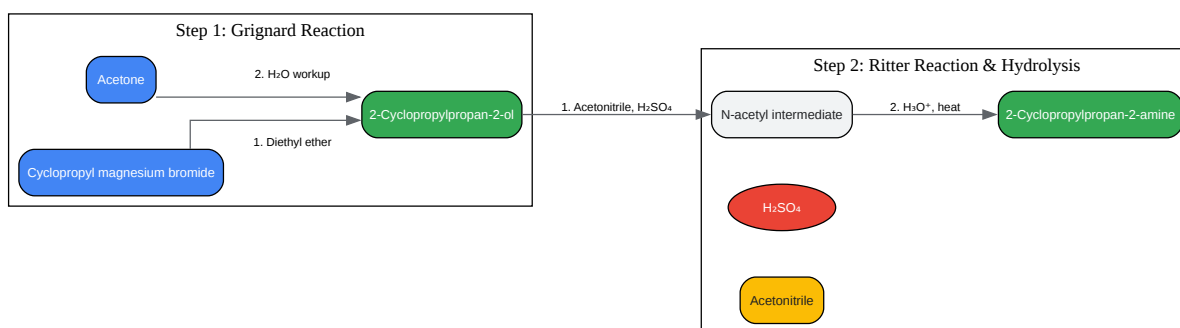 Step 1: Grignard Reaction
Acetone
2. H₂O workup
2-Cyclopropylpropan-2-ol
1. Diethyl ether
Cyclopropyl magnesium bromide
1. Acetonitrile, H₂SO₄
Step 2: Ritter Reaction & Hydrolysis
N-acetyl intermediate
2. H₃O⁺, heat
2-Cyclopropylpropan-2-amine
H₂SO₄
Acetonitrile